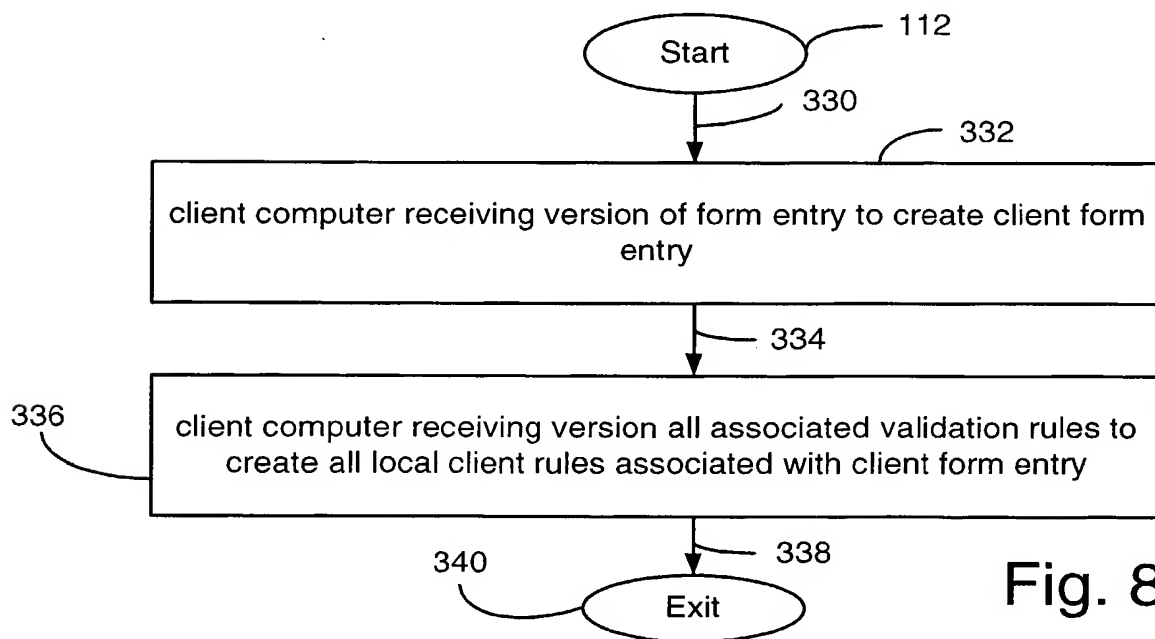 112
Start
330
332
client computer receiving version of form entry to create client form
entry
334
336
client computer receiving version all associated validation rules to
create all local client rules associated with client form entry
338
340
Exit
Fig. 8